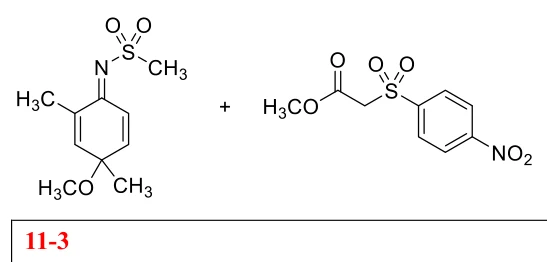 O O
S
N CH₃
H₃C
H₃CO CH₃
+
O
H₃CO
O O
S
NO₂
11-3